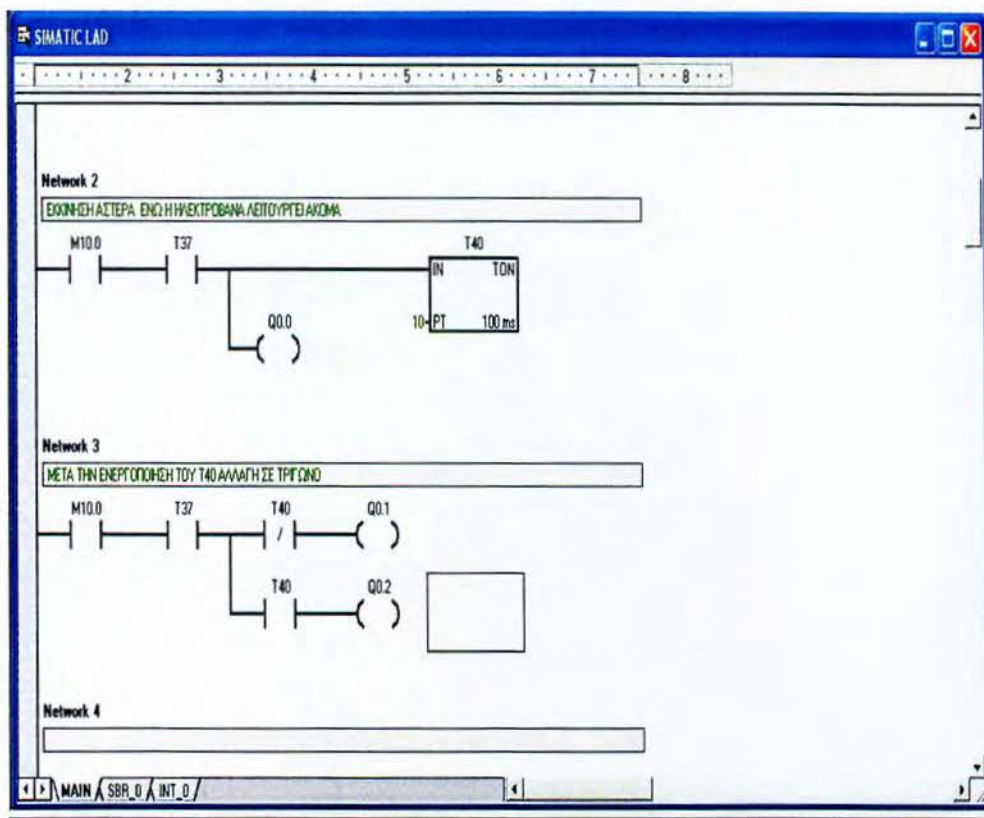 SIMATIC LAD
2 3 4 5 6 7 8
Network 2
ΕΚΚΙΝΗΣΗ ΑΣΤΕΡΑ ΕΝΩ Η ΗΛΕΚΤΡΟΒΑΝΑ ΛΕΙΤΟΥΡΓΕΙ ΑΚΟΜΑ
M10.0 T37 T40
IN TON
Q0.0 10 PT 100 ms
Network 3
ΜΕΤΑ ΤΗΝ ΕΝΕΡΓΟΠΟΙΗΣΗ ΤΟΥ Τ40 ΑΛΛΑΓΗ ΣΕ ΤΡΙΓΩΝΟ
M10.0 T37 T40 Q0.1
/
T40 Q0.2
Network 4
MAIN SBR_0 INT_0